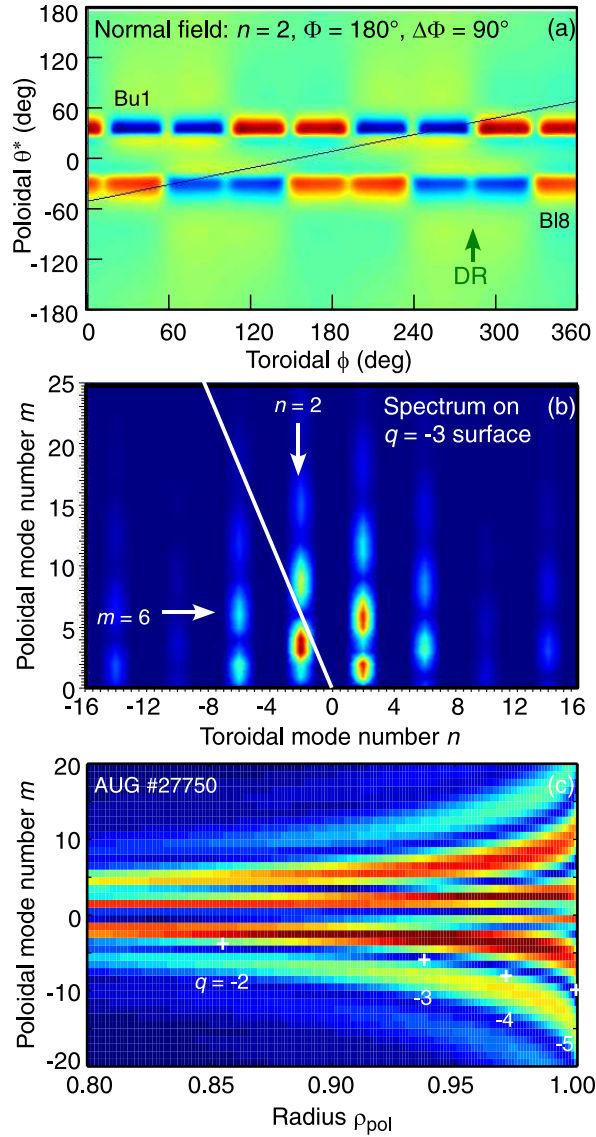 Normal field: n = 2, Φ = 180°, ΔΦ = 90°
(a)
180
120
60
0
-60
-120
-180
Poloidal θ* (deg)
Bu1
Bl8
DR
0
60
120
180
240
300
360
Toroidal ϕ (deg)
25
20
15
10
5
0
Poloidal mode number m
n = 2
Spectrum on
q = -3 surface
(b)
m = 6
-16
-12
-8
-4
0
4
8
12
16
Toroidal mode number n
20
10
0
-10
-20
Poloidal mode number m
AUG #27750
(c)
q = -2
-3
-4
-5
0.80
0.85
0.90
0.95
1.00
Radius ρpol